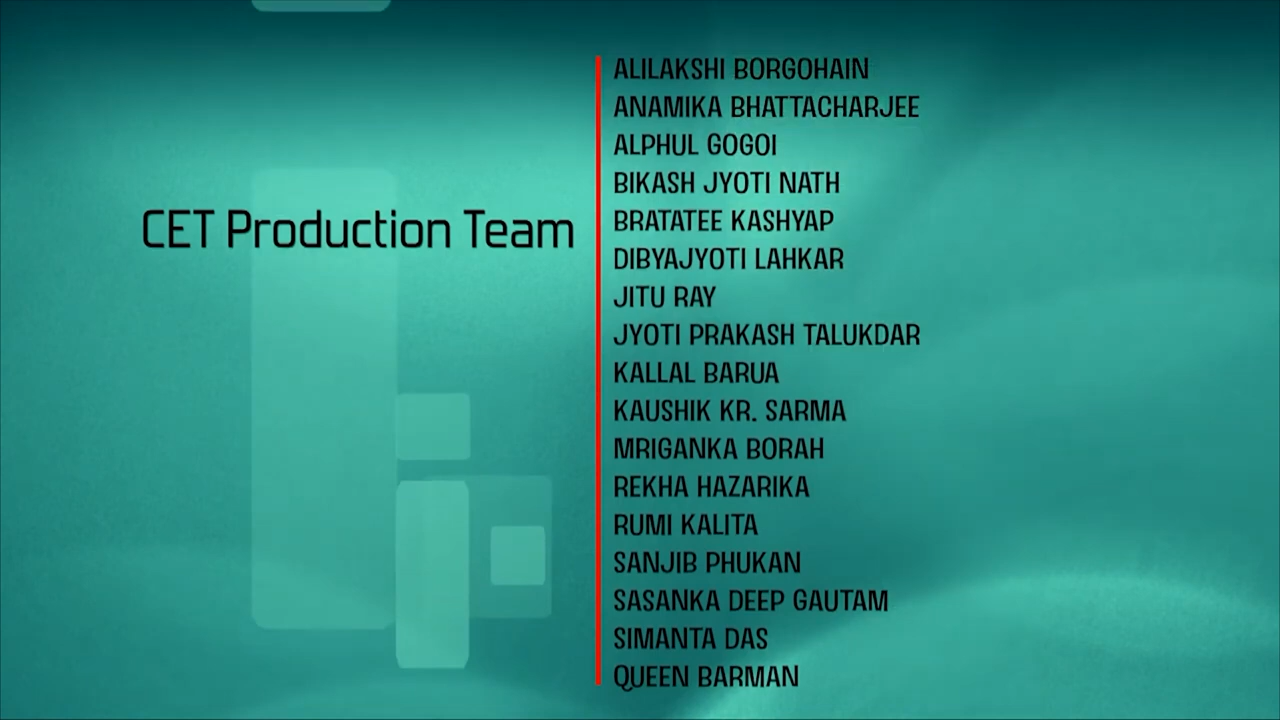 CET Production Team
ALILAKSHI BORGOHAIN
ANAMIKA BHATTACHARJEE
ALPHUL GOGOI
BIKASH JYOTI NATH
BRATATEE KASHYAP
DIBYAJYOTI LAHKAR
JITU RAY
JYOTI PRAKASH TALUKDAR
KALLAL BARUA
KAUSHIK KR. SARMA
MRIGANKA BORAH
REKHA HAZARIKA
RUMI KALITA
SANJIB PHUKAN
SASANKA DEEP GAUTAM
SIMANTA DAS
QUEEN BARMAN